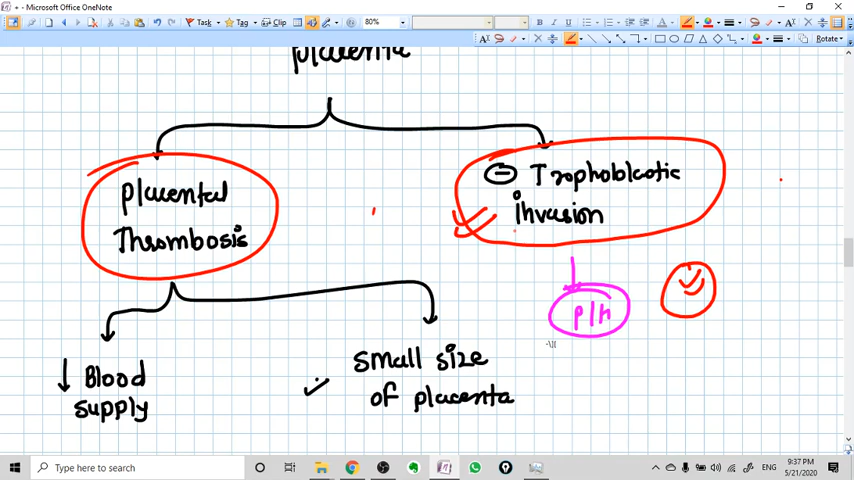 + - Microsoft Office OneNote
Task
Tag
Clip
80%
B I U
Rotate
placenta
Placental
Thrombosis
⊖ Trophoblastic
invasion
P/h
↓ Blood
supply
small size
of placenta
Type here to search
ENG
9:37 PM
5/21/2020